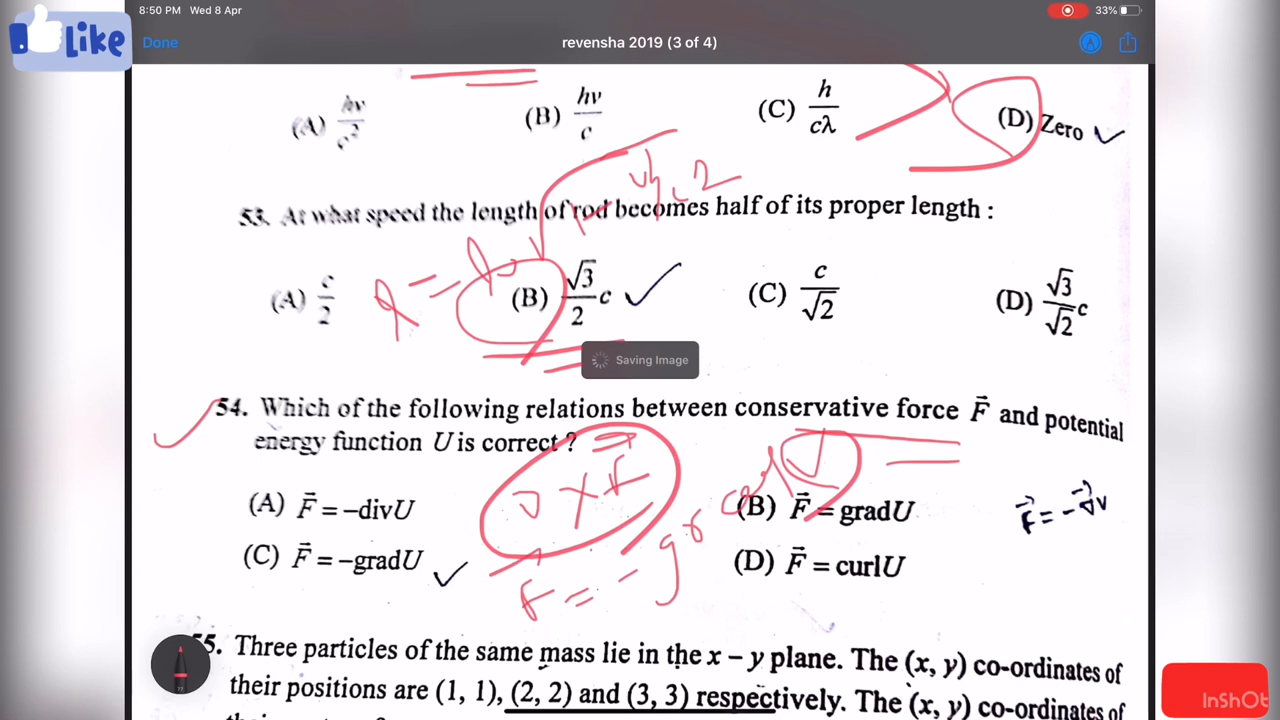 8:50 PM Wed 8 Apr
33%
Like
Done
revensha 2019 (3 of 4)
(A) hν/c² (B) hν/c (C) h/cλ (D) Zero
53. At what speed the length of rod becomes half of its proper length :
(A) c/2 (B) √3/2 c (C) c/√2 (D) √3/√2 c
Saving Image
54. Which of the following relations between conservative force F⃗ and potential
energy function U is correct ?
(A) F⃗ = -divU (B) F⃗ = gradU
(C) F⃗ = -gradU (D) F⃗ = curlU
55. Three particles of the same mass lie in the x - y plane. The (x, y) co-ordinates of
their positions are (1, 1), (2, 2) and (3, 3) respectively. The (x, y) co-ordinates of
InShOt